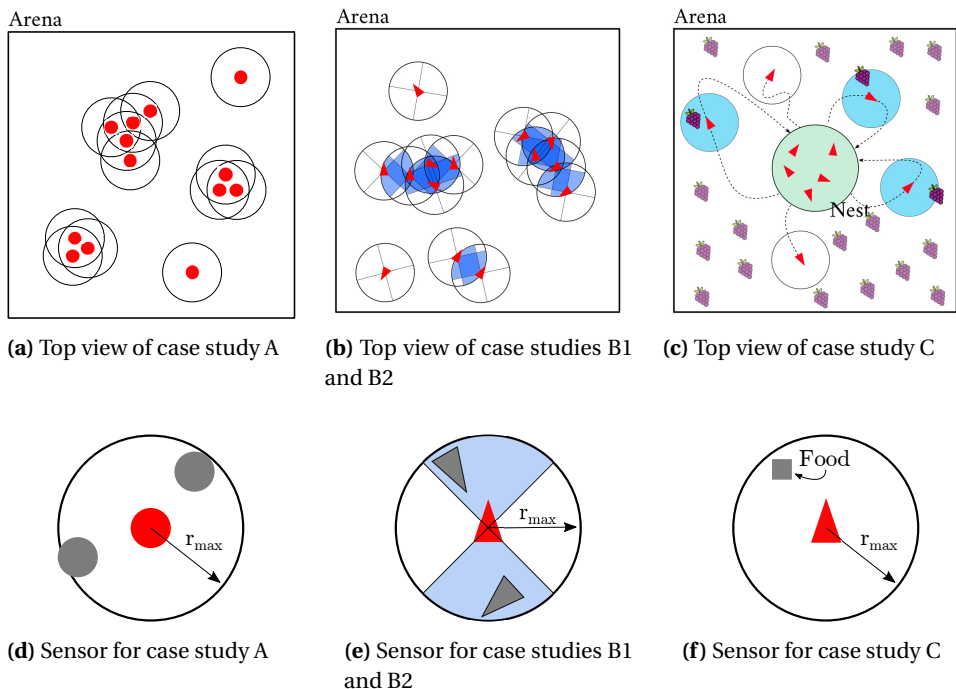 Arena
Arena
Arena
Nest
(a) Top view of case study A
(b) Top view of case studies B1
and B2
(c) Top view of case study C
r_max
r_max
Food
r_max
(d) Sensor for case study A
(e) Sensor for case studies B1
and B2
(f) Sensor for case study C